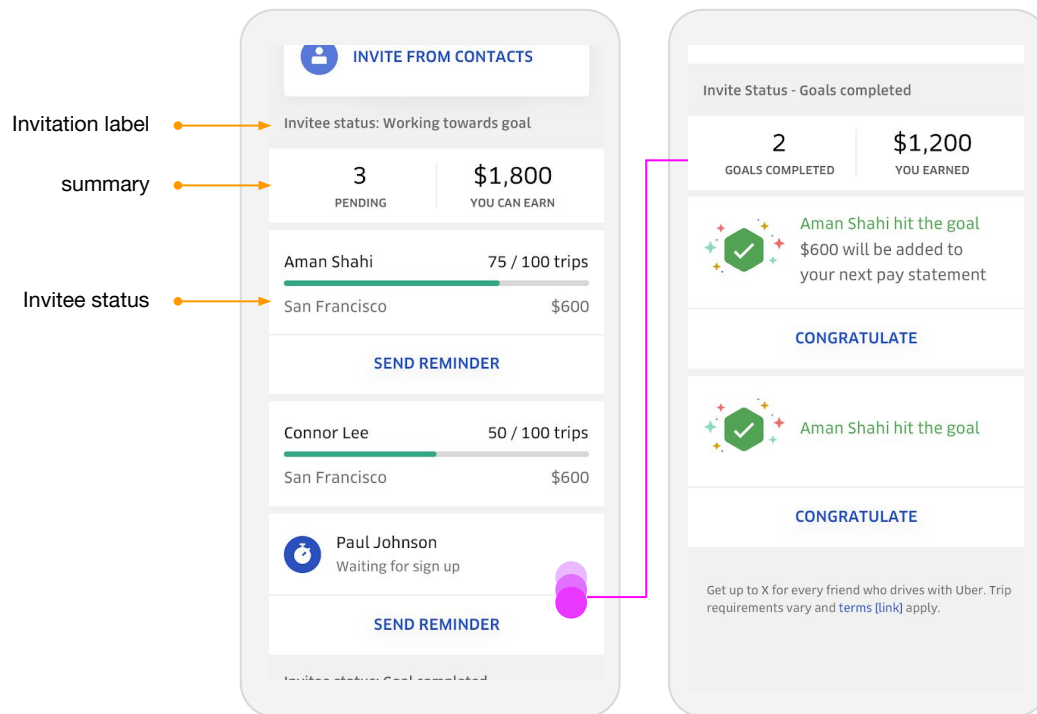 INVITE FROM CONTACTS
Invitation label
Invitee status: Working towards goal
summary
3
PENDING
$1,800
YOU CAN EARN
Aman Shahi
75 / 100 trips
Invitee status
San Francisco
$600
SEND REMINDER
Connor Lee
50 / 100 trips
San Francisco
$600
Paul Johnson
Waiting for sign up
SEND REMINDER
Invitee status: Goal completed
Invite Status - Goals completed
2
GOALS COMPLETED
$1,200
YOU EARNED
Aman Shahi hit the goal
$600 will be added to
your next pay statement
CONGRATULATE
Aman Shahi hit the goal
CONGRATULATE
Get up to X for every friend who drives with Uber. Trip
requirements vary and terms [link] apply.